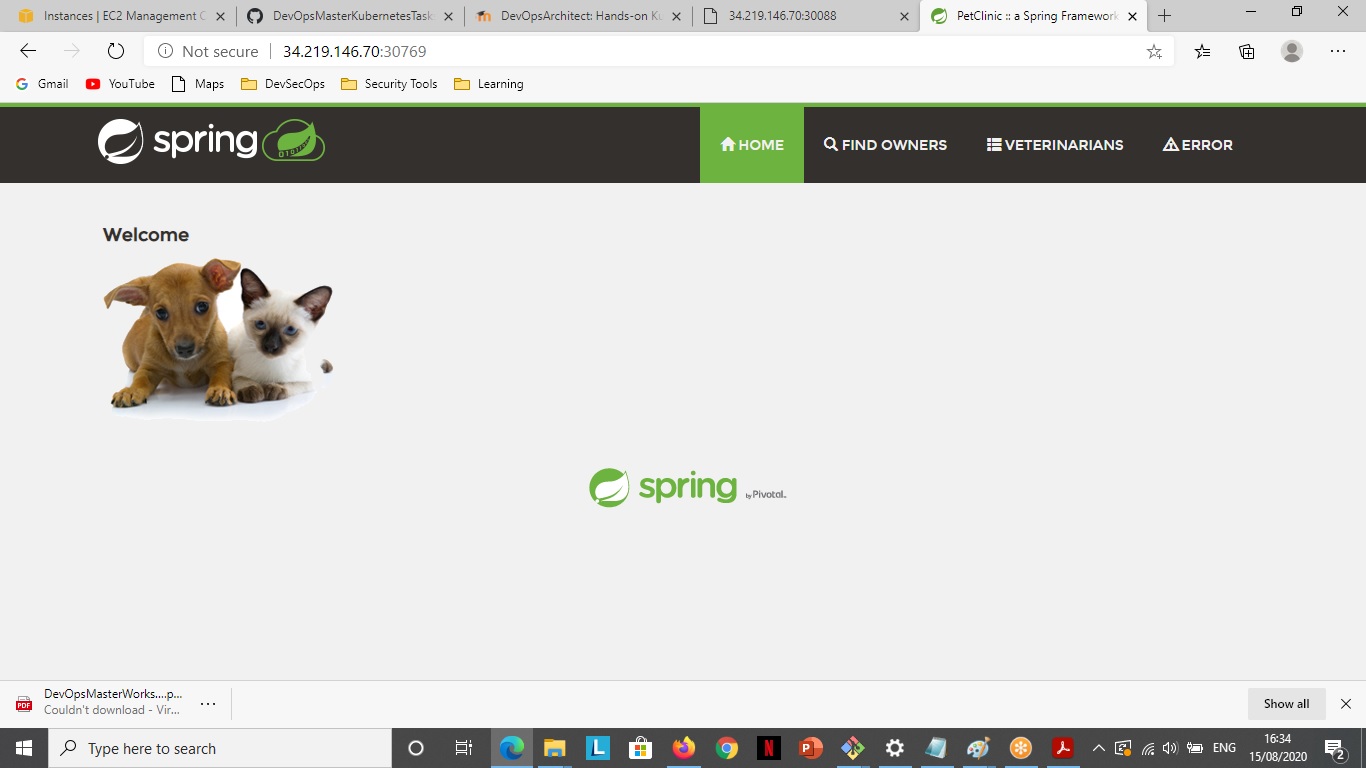 Instances | EC2 Management C
DevOpsMasterKubernetesTask
DevOpsArchitect: Hands-on Ku
34.219.146.70:30088
PetClinic :: a Spring Framework
Not secure
34.219.146.70:30769
Gmail
YouTube
Maps
DevSecOps
Security Tools
Learning
spring
HOME
FIND OWNERS
VETERINARIANS
ERROR
Welcome
spring by Pivotal
DevOpsMasterWorks....p...
Couldn't download - Vir...
Show all
Type here to search
ENG
16:34
15/08/2020
2